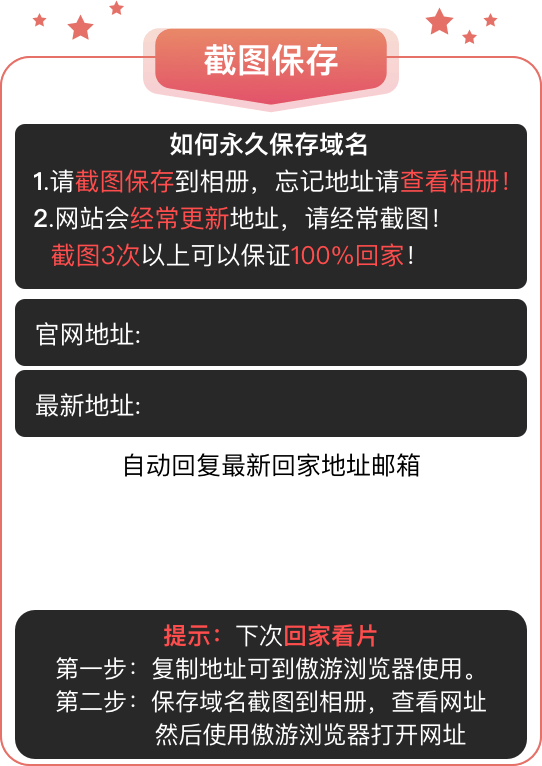 截图保存
如何永久保存域名
1.请截图保存到相册，忘记地址请查看相册！
2.网站会经常更新地址，请经常截图！
截图3次以上可以保证100%回家！
官网地址:
最新地址:
自动回复最新回家地址邮箱
提示：下次回家看片
第一步：复制地址可到傲游浏览器使用。
第二步：保存域名截图到相册，查看网址
然后使用傲游浏览器打开网址